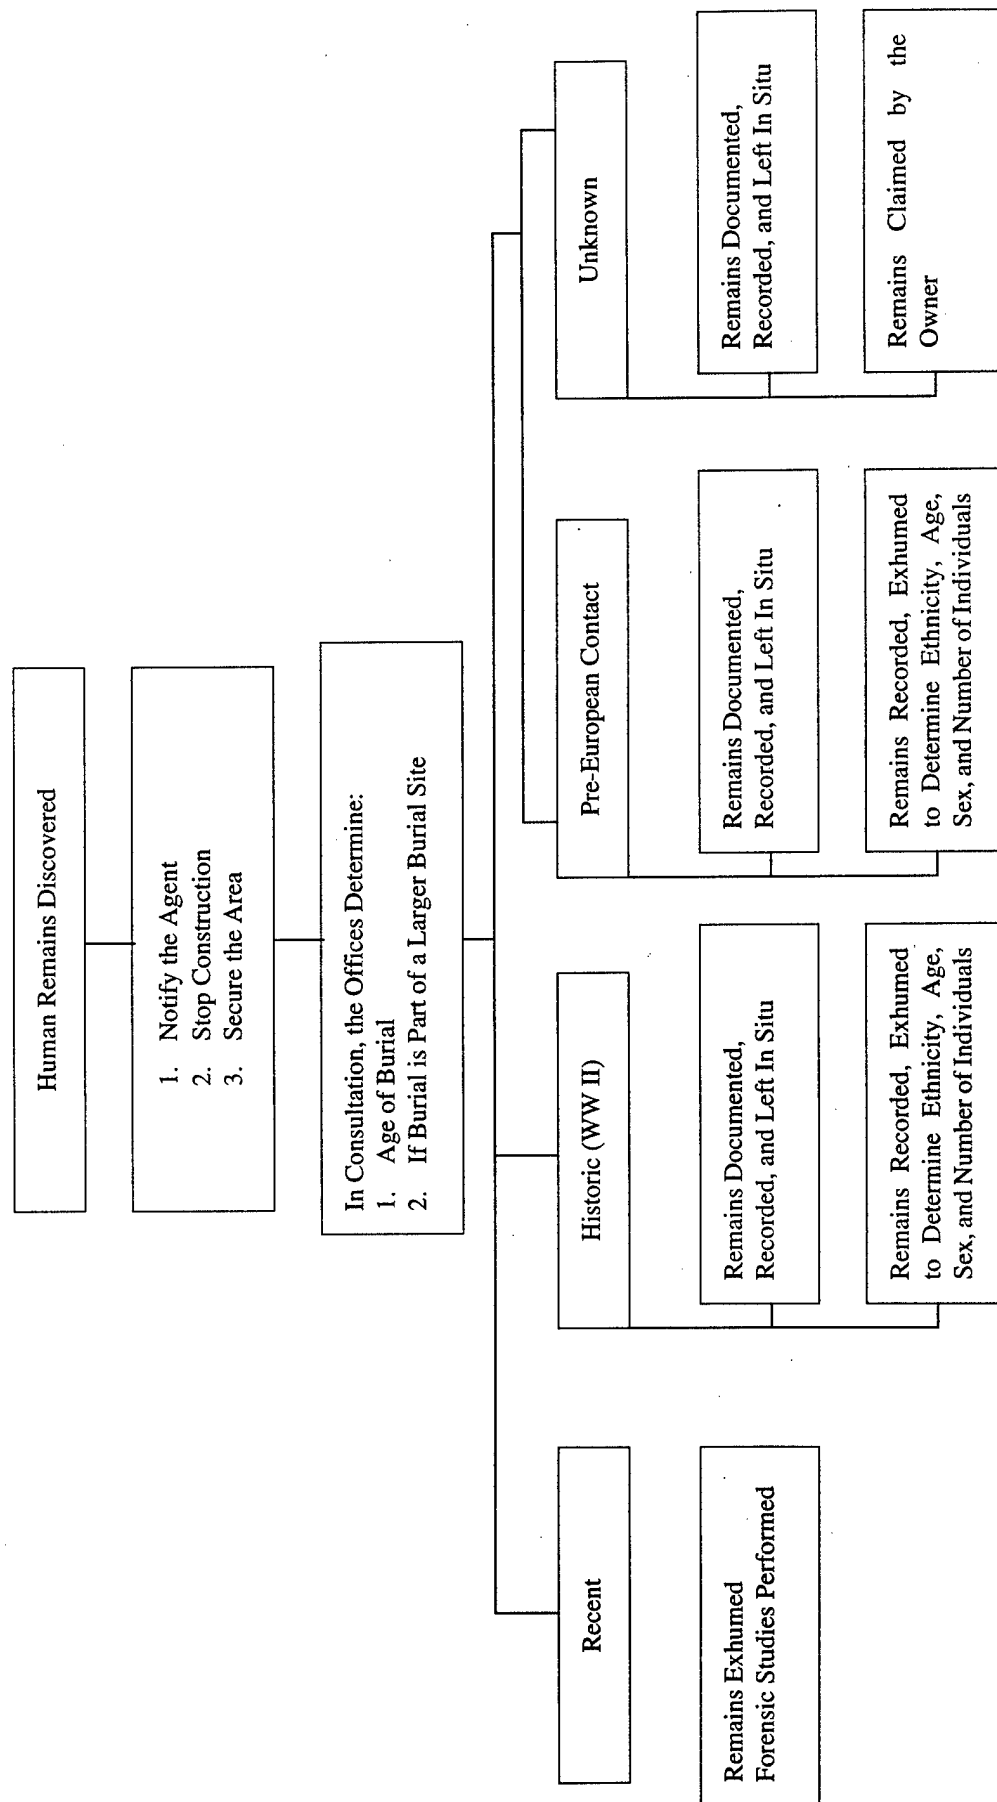 Human Remains Discovered
1. Notify the Agent
2. Stop Construction
3. Secure the Area
In Consultation, the Offices Determine:
1. Age of Burial
2. If Burial is Part of a Larger Burial Site
Recent
Remains Exhumed
Forensic Studies Performed
Historic (WW II)
Remains Documented,
Recorded, and Left In Situ
Remains Recorded, Exhumed
to Determine Ethnicity, Age,
Sex, and Number of Individuals
Pre-European Contact
Remains Documented,
Recorded, and Left In Situ
Remains Recorded, Exhumed
to Determine Ethnicity, Age,
Sex, and Number of Individuals
Unknown
Remains Documented,
Recorded, and Left In Situ
Remains Claimed by the
Owner